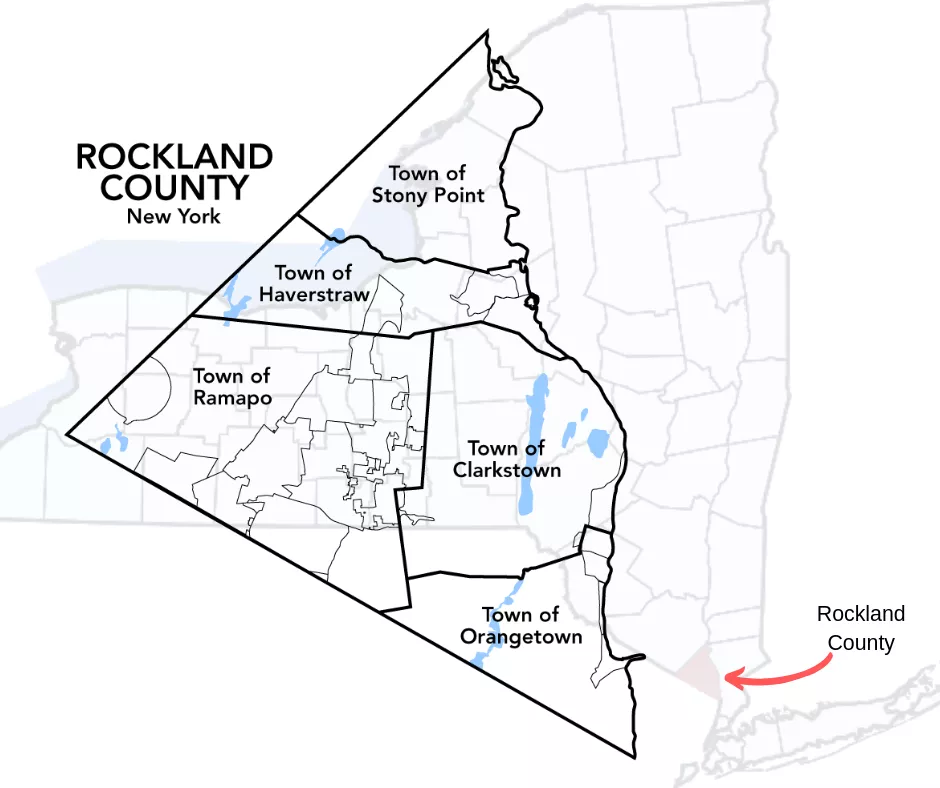 ROCKLAND
COUNTY
New York
Town of
Stony Point
Town of
Haverstraw
Town of
Ramapo
Town of
Clarkstown
Town of
Orangetown
Rockland
County